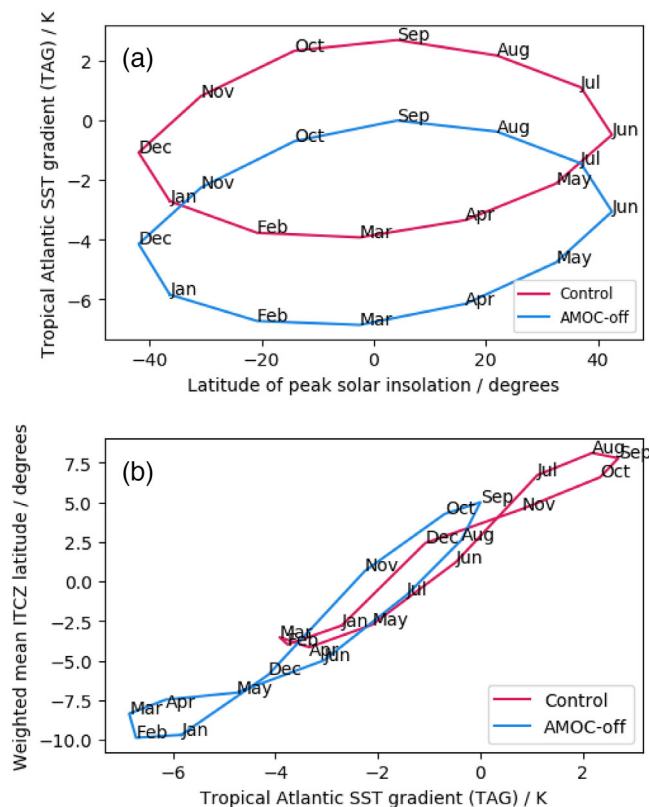 (a)
Tropical Atlantic SST gradient (TAG) / K
2
0
−2
−4
−6
Sep
Oct
Aug
Nov
Jul
Dec
Jun
Jan
May
Feb
Mar
Apr
Sep
Oct
Aug
Nov
Jul
Dec
Jun
Jan
May
Feb
Mar
Apr
Control
AMOC-off
−40
−20
0
20
40
Latitude of peak solar insolation / degrees
(b)
Weighted mean ITCZ latitude / degrees
7.5
5.0
2.5
0.0
−2.5
−5.0
−7.5
−10.0
Aug
Sep
Oct
Jul
Nov
Dec
Jun
Jan
May
Mar
Feb
Apr
Sep
Oct
Aug
Nov
Jul
Jun
Dec
May
Apr
Mar
Feb
Jan
Control
AMOC-off
−6
−4
−2
0
2
Tropical Atlantic SST gradient (TAG) / K